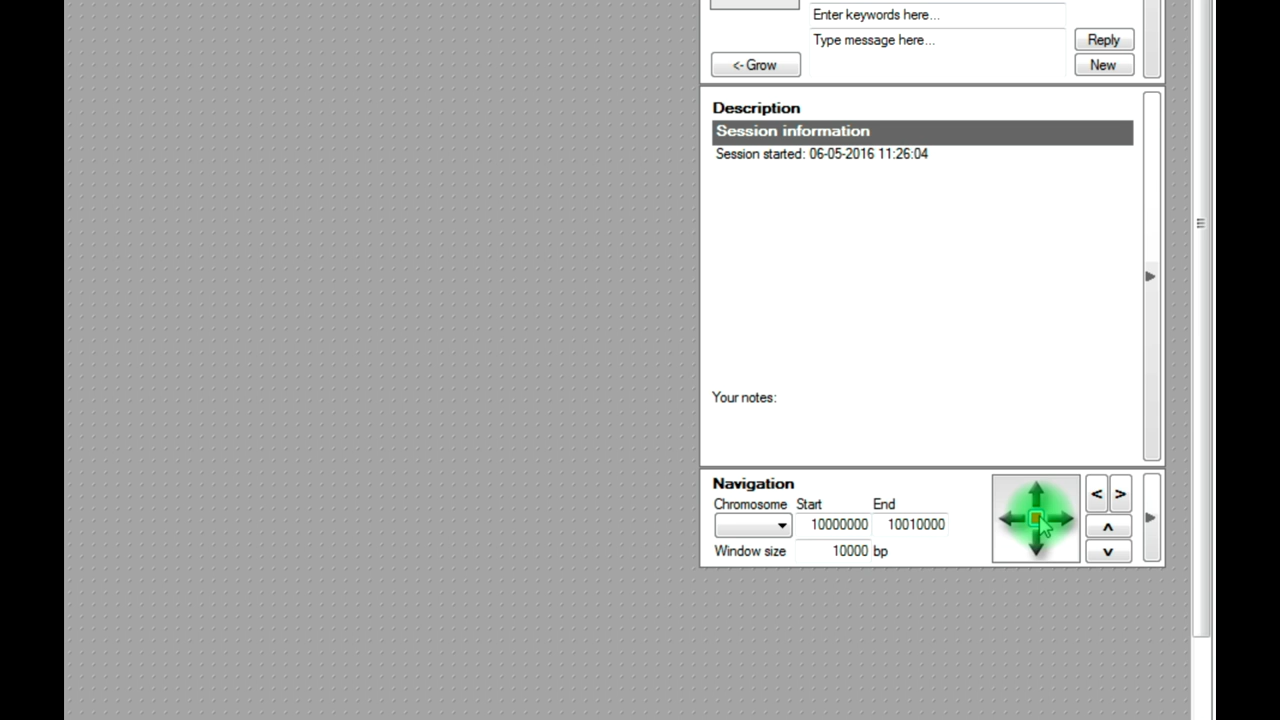 Enter keywords here...
Type message here...
Reply
<- Grow
New
Description
Session information
Session started: 06-05-2016 11:26:04
Your notes:
Navigation
Chromosome Start End
10000000 10010000
Window size 10000 bp
< >
^
v